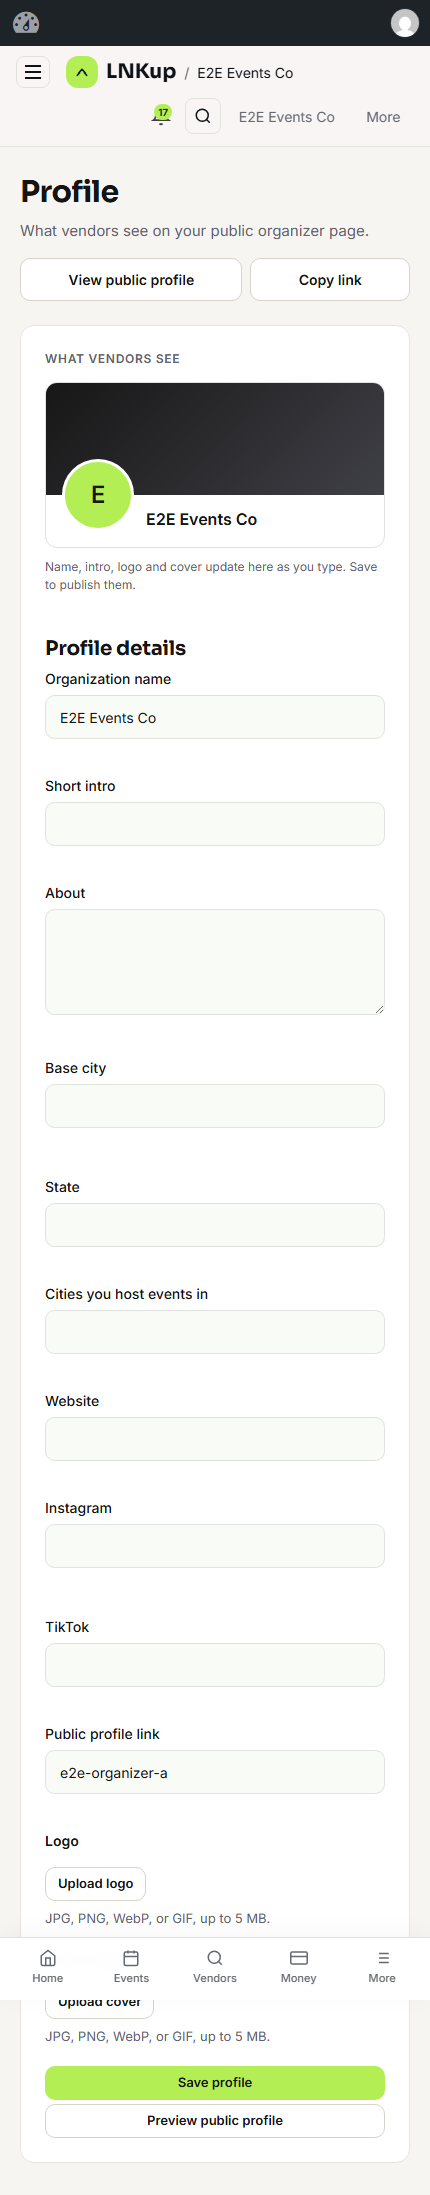 LNKup / E2E Events Co
17
E2E Events Co
More
Profile
What vendors see on your public organizer page.
View public profile
Copy link
WHAT VENDORS SEE
E
E2E Events Co
Name, intro, logo and cover update here as you type. Save
to publish them.
Profile details
Organization name
E2E Events Co
Short intro
About
Base city
State
Cities you host events in
Website
Instagram
TikTok
Public profile link
e2e-organizer-a
Logo
Upload logo
JPG, PNG, WebP, or GIF, up to 5 MB.
Home
Events
Vendors
Money
More
Upload cover
JPG, PNG, WebP, or GIF, up to 5 MB.
Save profile
Preview public profile